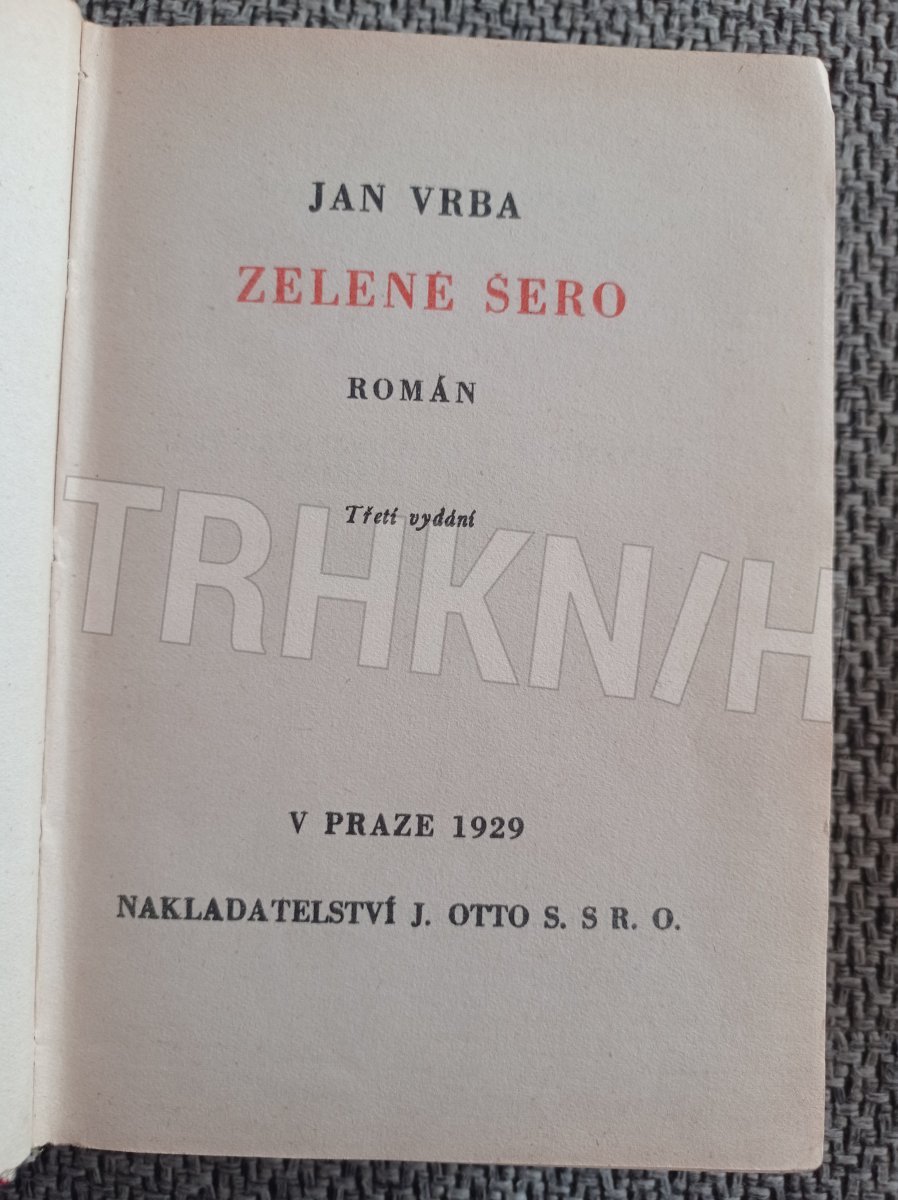 JAN VRBA
ZELENÉ ŠERO
ROMÁN
Třetí vydání
TRHKNIH
V PRAZE 1929
NAKLADATELSTVÍ J. OTTO S. S R. O.